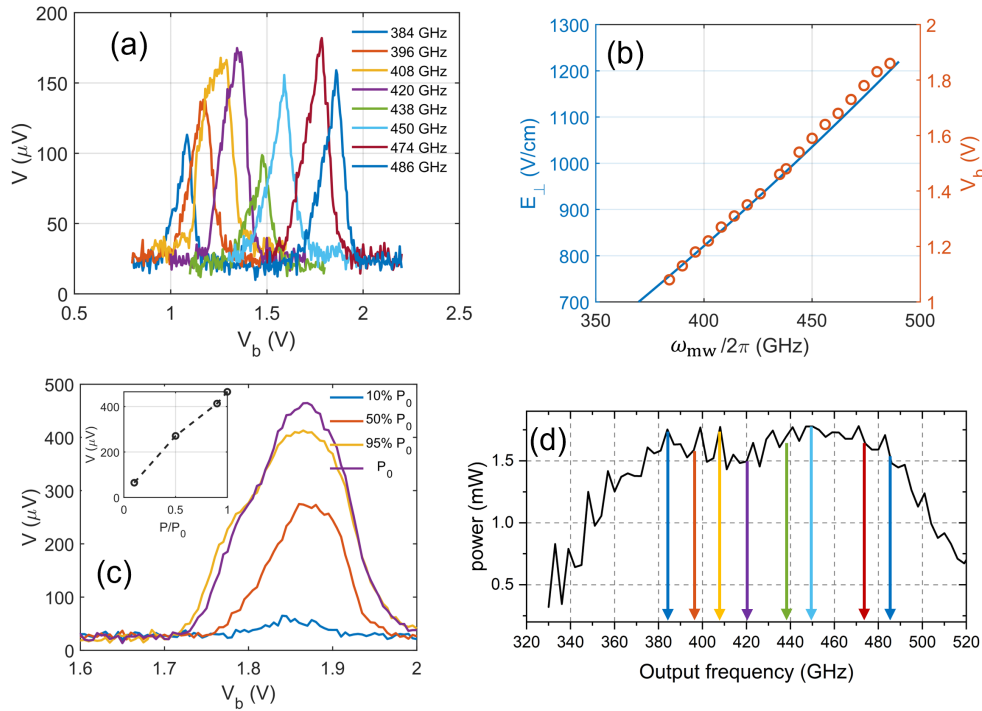 (a)
200
150
100
50
0
V (μV)
0.5
1
1.5
2
2.5
V_b (V)
384 GHz
396 GHz
408 GHz
420 GHz
438 GHz
450 GHz
474 GHz
486 GHz
(b)
1300
1200
1100
1000
900
800
700
E_⊥ (V/cm)
2
1.8
1.6
1.4
1.2
1
V_b (V)
350
400
450
500
ω_mw/2π (GHz)
(c)
500
400
300
200
100
0
V (μV)
1.6
1.7
1.8
1.9
2
V_b (V)
10% P_0
50% P_0
95% P_0
P_0
400
200
0
V (μV)
0
0.5
1
P/P_0
(d)
1.5
1.0
0.5
power (mW)
320 340 360 380 400 420 440 460 480 500 520
Output frequency (GHz)